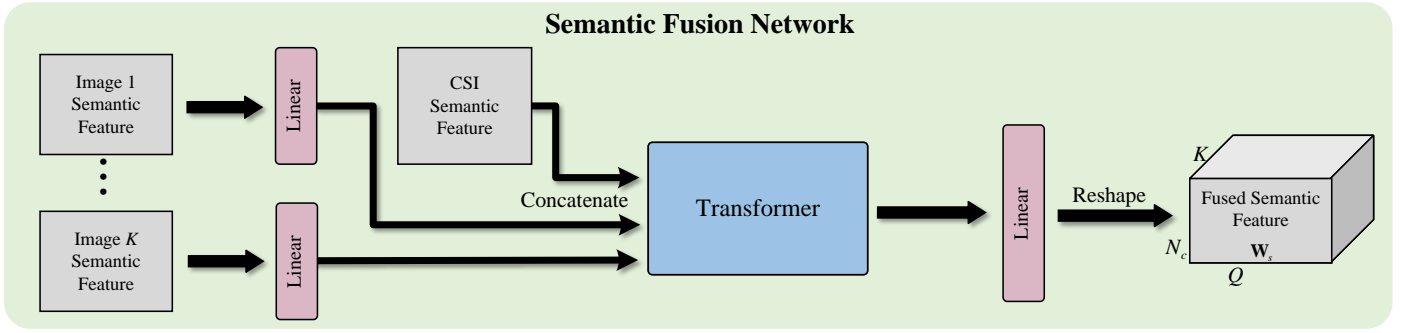 Semantic Fusion Network
Image 1
Semantic
Feature
Linear
CSI
Semantic
Feature
Concatenate
Image K
Semantic
Feature
Linear
Transformer
Linear
Reshape
K
Fused Semantic
Feature
W_s
N_c
Q